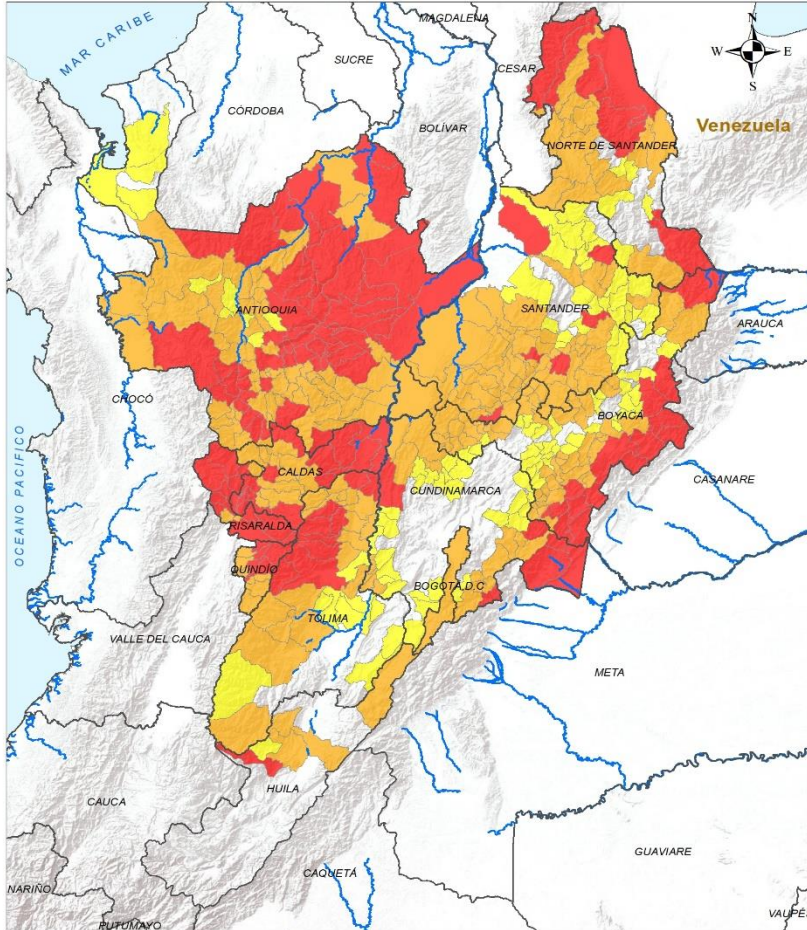 MAGDALENA
N
W E
S
MAR CARIBE
SUCRE
CESAR
CÓRDOBA
BOLÍVAR
Venezuela
NORTE DE SANTANDER
ANTIOQUIA
SANTANDER
ARAUCA
CHOCÓ
BOYACÁ
OCEANO PACIFICO
CALDAS
CUNDINAMARCA
CASANARE
RISARALDA
QUINDÍO
BOGOTÁ, D.C
TOLIMA
VALLE DEL CAUCA
META
HUILA
CAUCA
GUAVIARE
CAQUETÁ
NARIÑO
PUTUMAYO
VAUPÉS